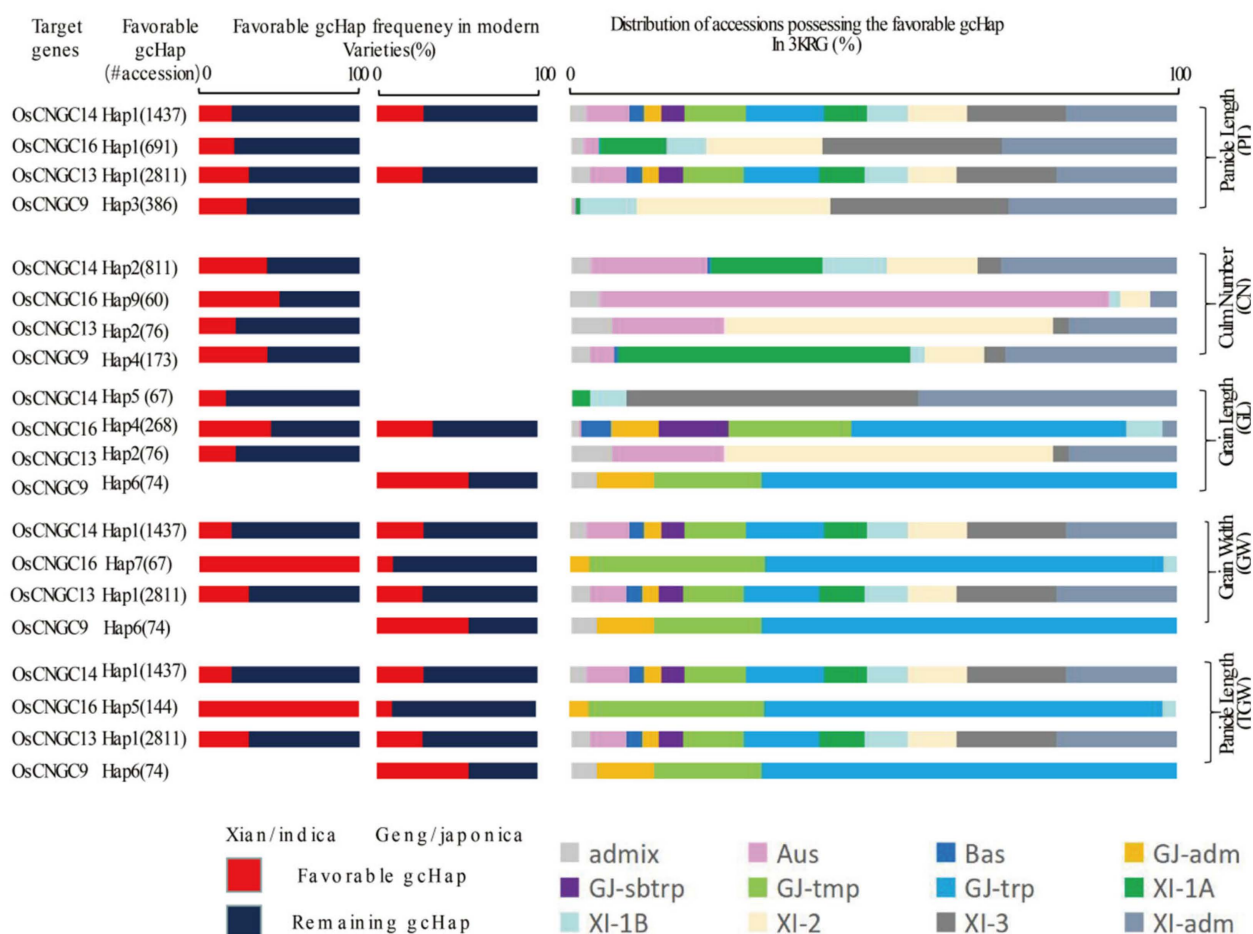 Target genes
Favorable gcHap (#accession)
Favorable gcHap frequency in modern Varieties(%)
Distribution of accessions possessing the favorable gcHap
In 3KRG (%)
0 100 0 100 0 100
OsCNGC14 Hap1(1437)
OsCNGC16 Hap1(691)
OsCNGC13 Hap1(2811)
OsCNGC9 Hap3(386)
Panicle Length
(PL)
OsCNGC14 Hap2(811)
OsCNGC16 Hap9(60)
OsCNGC13 Hap2(76)
OsCNGC9 Hap4(173)
Culm Number
(CN)
OsCNGC14 Hap5 (67)
OsCNGC16 Hap4(268)
OsCNGC13 Hap2(76)
OsCNGC9 Hap6(74)
Grain Length
(GL)
OsCNGC14 Hap1(1437)
OsCNGC16 Hap7(67)
OsCNGC13 Hap1(2811)
OsCNGC9 Hap6(74)
Grain Width
(GW)
OsCNGC14 Hap1(1437)
OsCNGC16 Hap5(144)
OsCNGC13 Hap1(2811)
OsCNGC9 Hap6(74)
Panicle Length
(TGW)
Xian/indica Geng/japonica
Favorable gcHap
Remaining gcHap
admix Aus Bas GJ-adm
GJ-sbtrp GJ-tmp GJ-trp XI-1A
XI-1B XI-2 XI-3 XI-adm